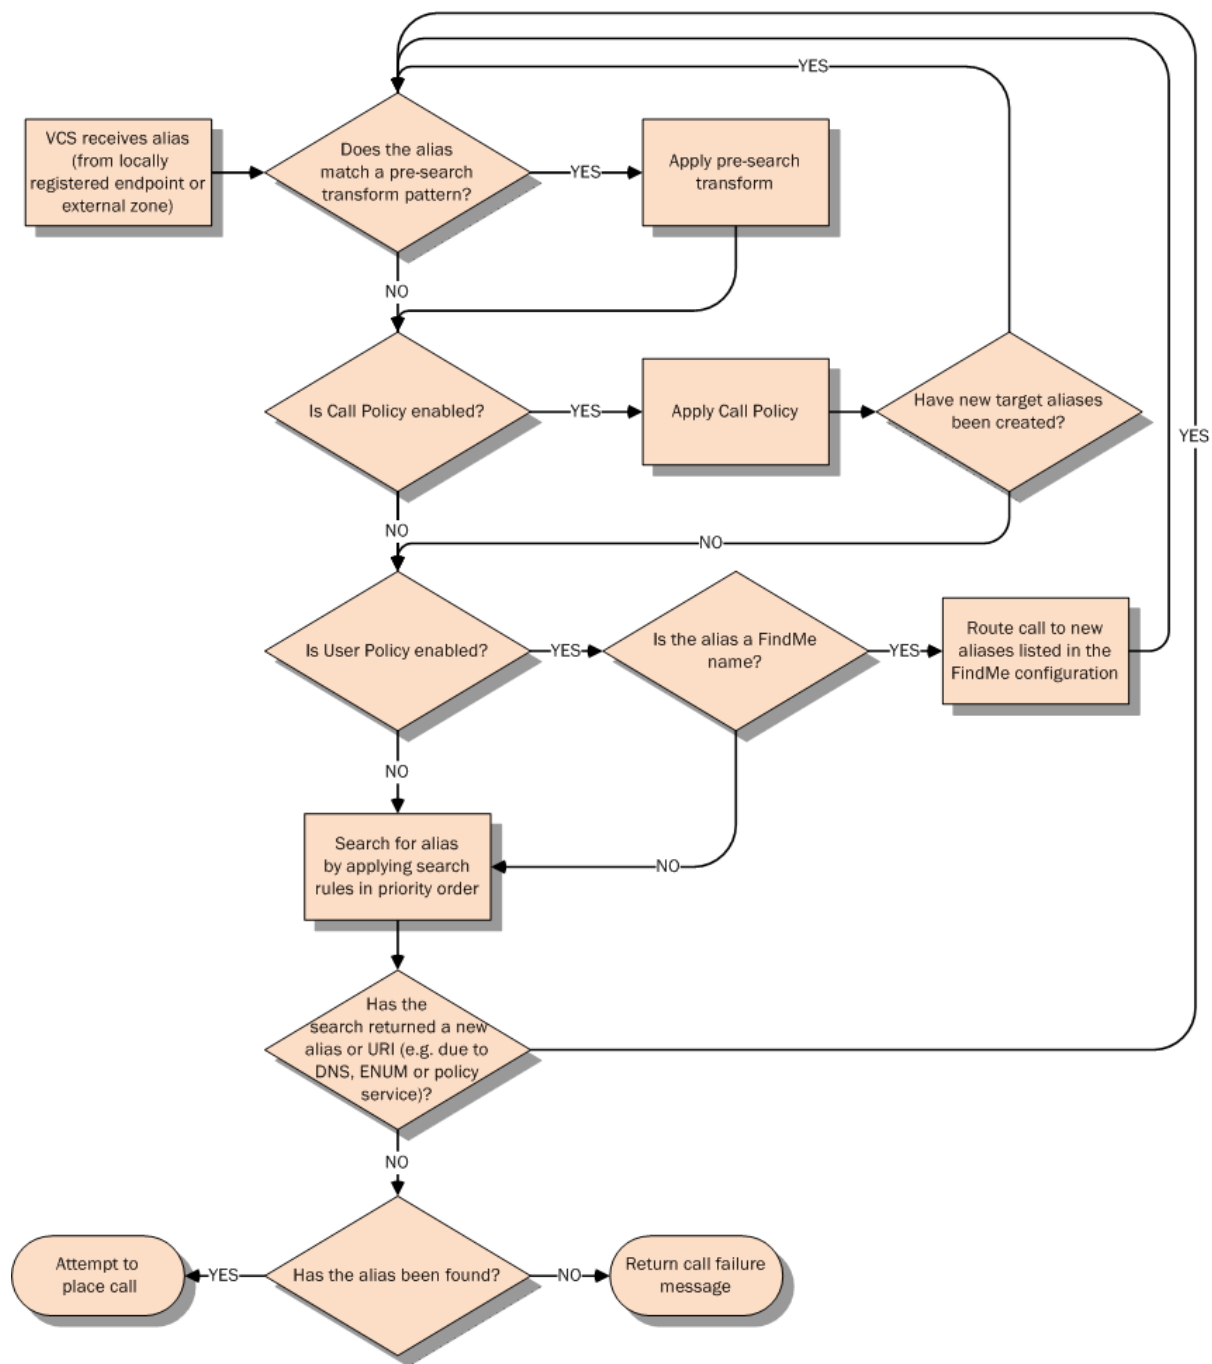 YES
VCS receives alias
(from locally
registered endpoint or
external zone)
Does the alias
match a pre-search
transform pattern?
YES
Apply pre-search
transform
NO
Is Call Policy enabled?
YES
Apply Call Policy
Have new target aliases
been created?
YES
NO
NO
Is User Policy enabled?
YES
Is the alias a FindMe
name?
YES
Route call to new
aliases listed in the
FindMe configuration
NO
Search for alias
by applying search
rules in priority order
NO
Has the
search returned a new
alias or URI (e.g. due to
DNS, ENUM or policy
service)?
NO
Attempt to
place call
YES
Has the alias been found?
NO
Return call failure
message